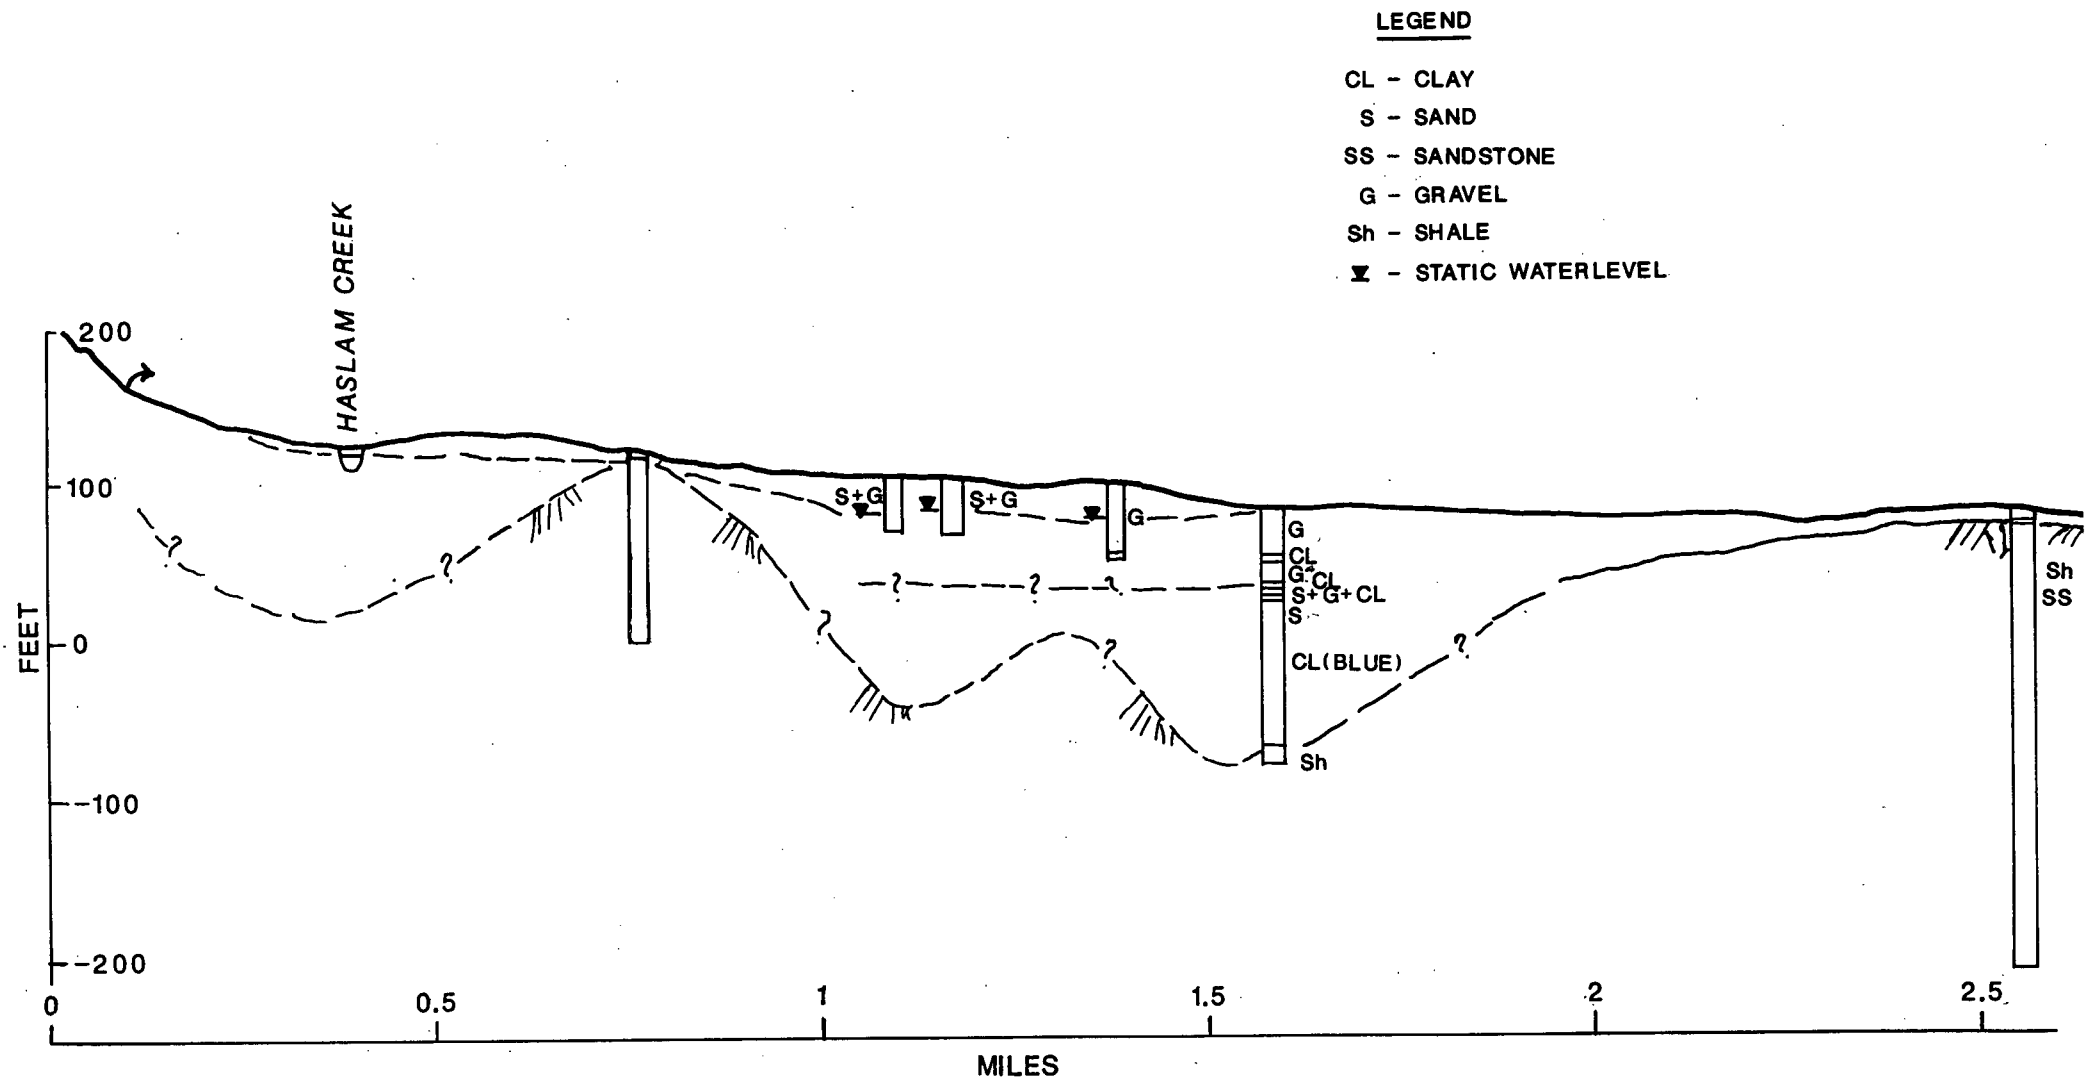 LEGEND
CL - CLAY
S - SAND
SS - SANDSTONE
G - GRAVEL
Sh - SHALE
- STATIC WATERLEVEL
HASLAM CREEK
200
100
0
-100
-200
FEET
S+G
S+G
G
G
CL
G+CL
S+G+CL
S
CL(BLUE)
Sh
Sh
SS
?
?
?
?
?
?
?
?
?
0
0.5
1
1.5
2
2.5
MILES